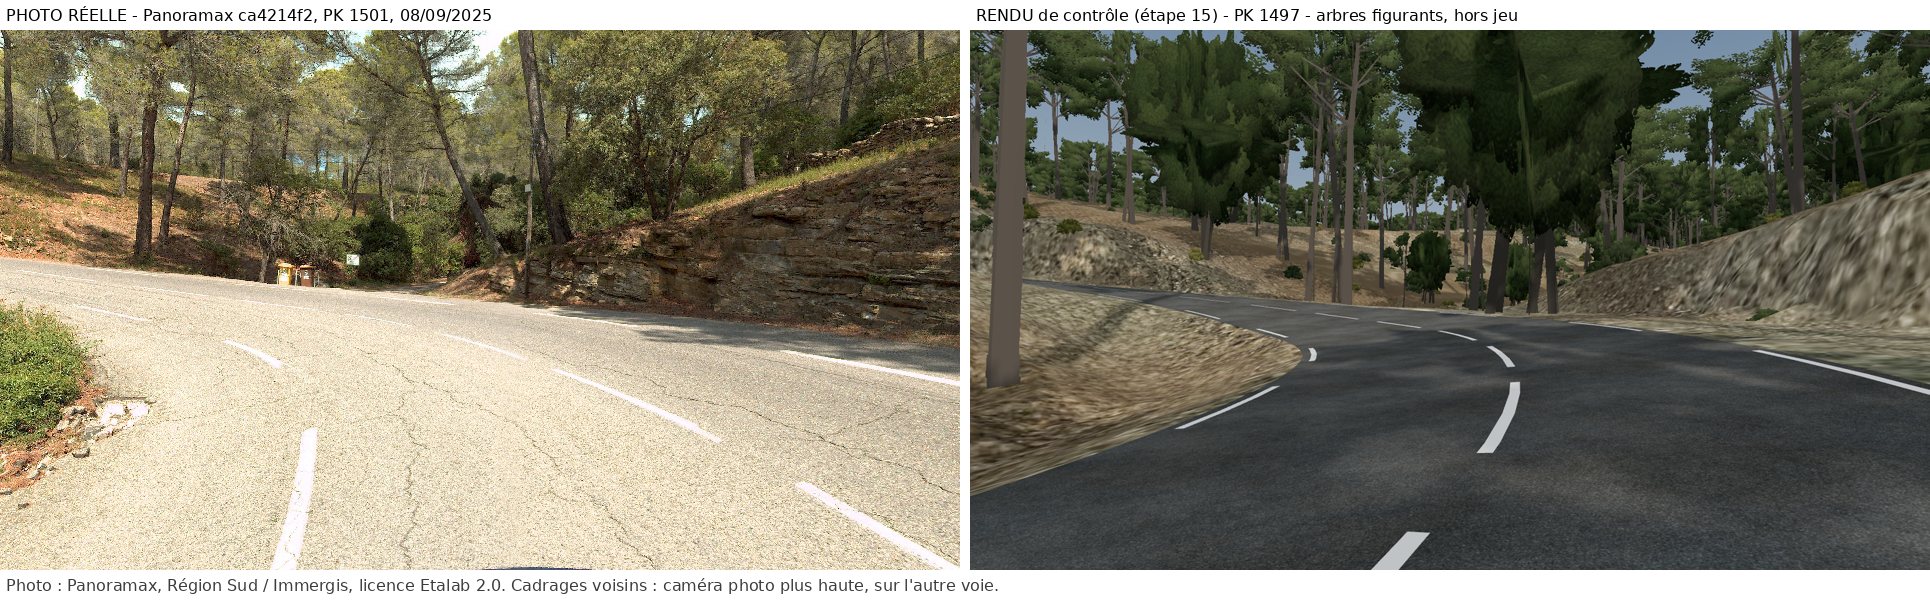 PHOTO RÉELLE - Panoramax ca4214f2, PK 1501, 08/09/2025
RENDU de contrôle (étape 15) - PK 1497 - arbres figurants, hors jeu
Photo : Panoramax, Région Sud / Immergis, licence Etalab 2.0. Cadrages voisins : caméra photo plus haute, sur l'autre voie.